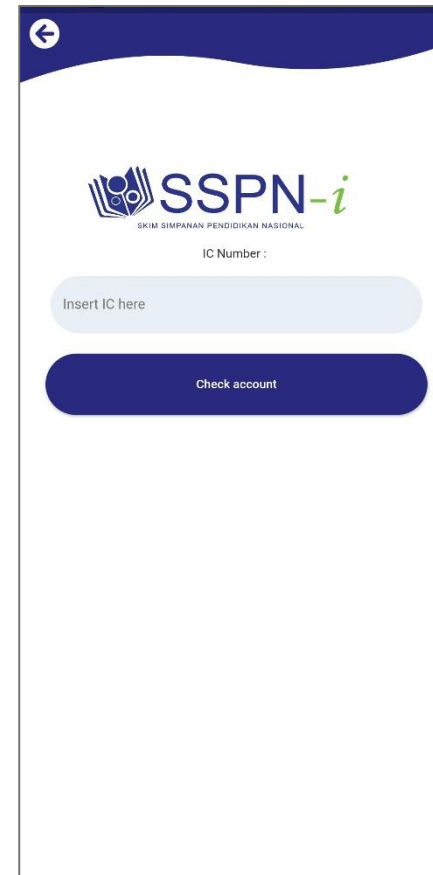 SSPN-i
SKIM SIMPANAN PENDIDIKAN NASIONAL
IC Number :
Insert IC here
Check account